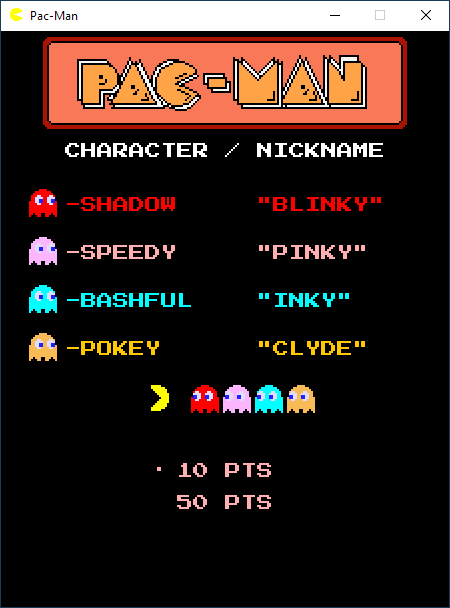 Pac-Man
PAC-MAN
CHARACTER / NICKNAME
-SHADOW "BLINKY"
-SPEEDY "PINKY"
-BASHFUL "INKY"
-POKEY "CLYDE"
10 PTS
50 PTS